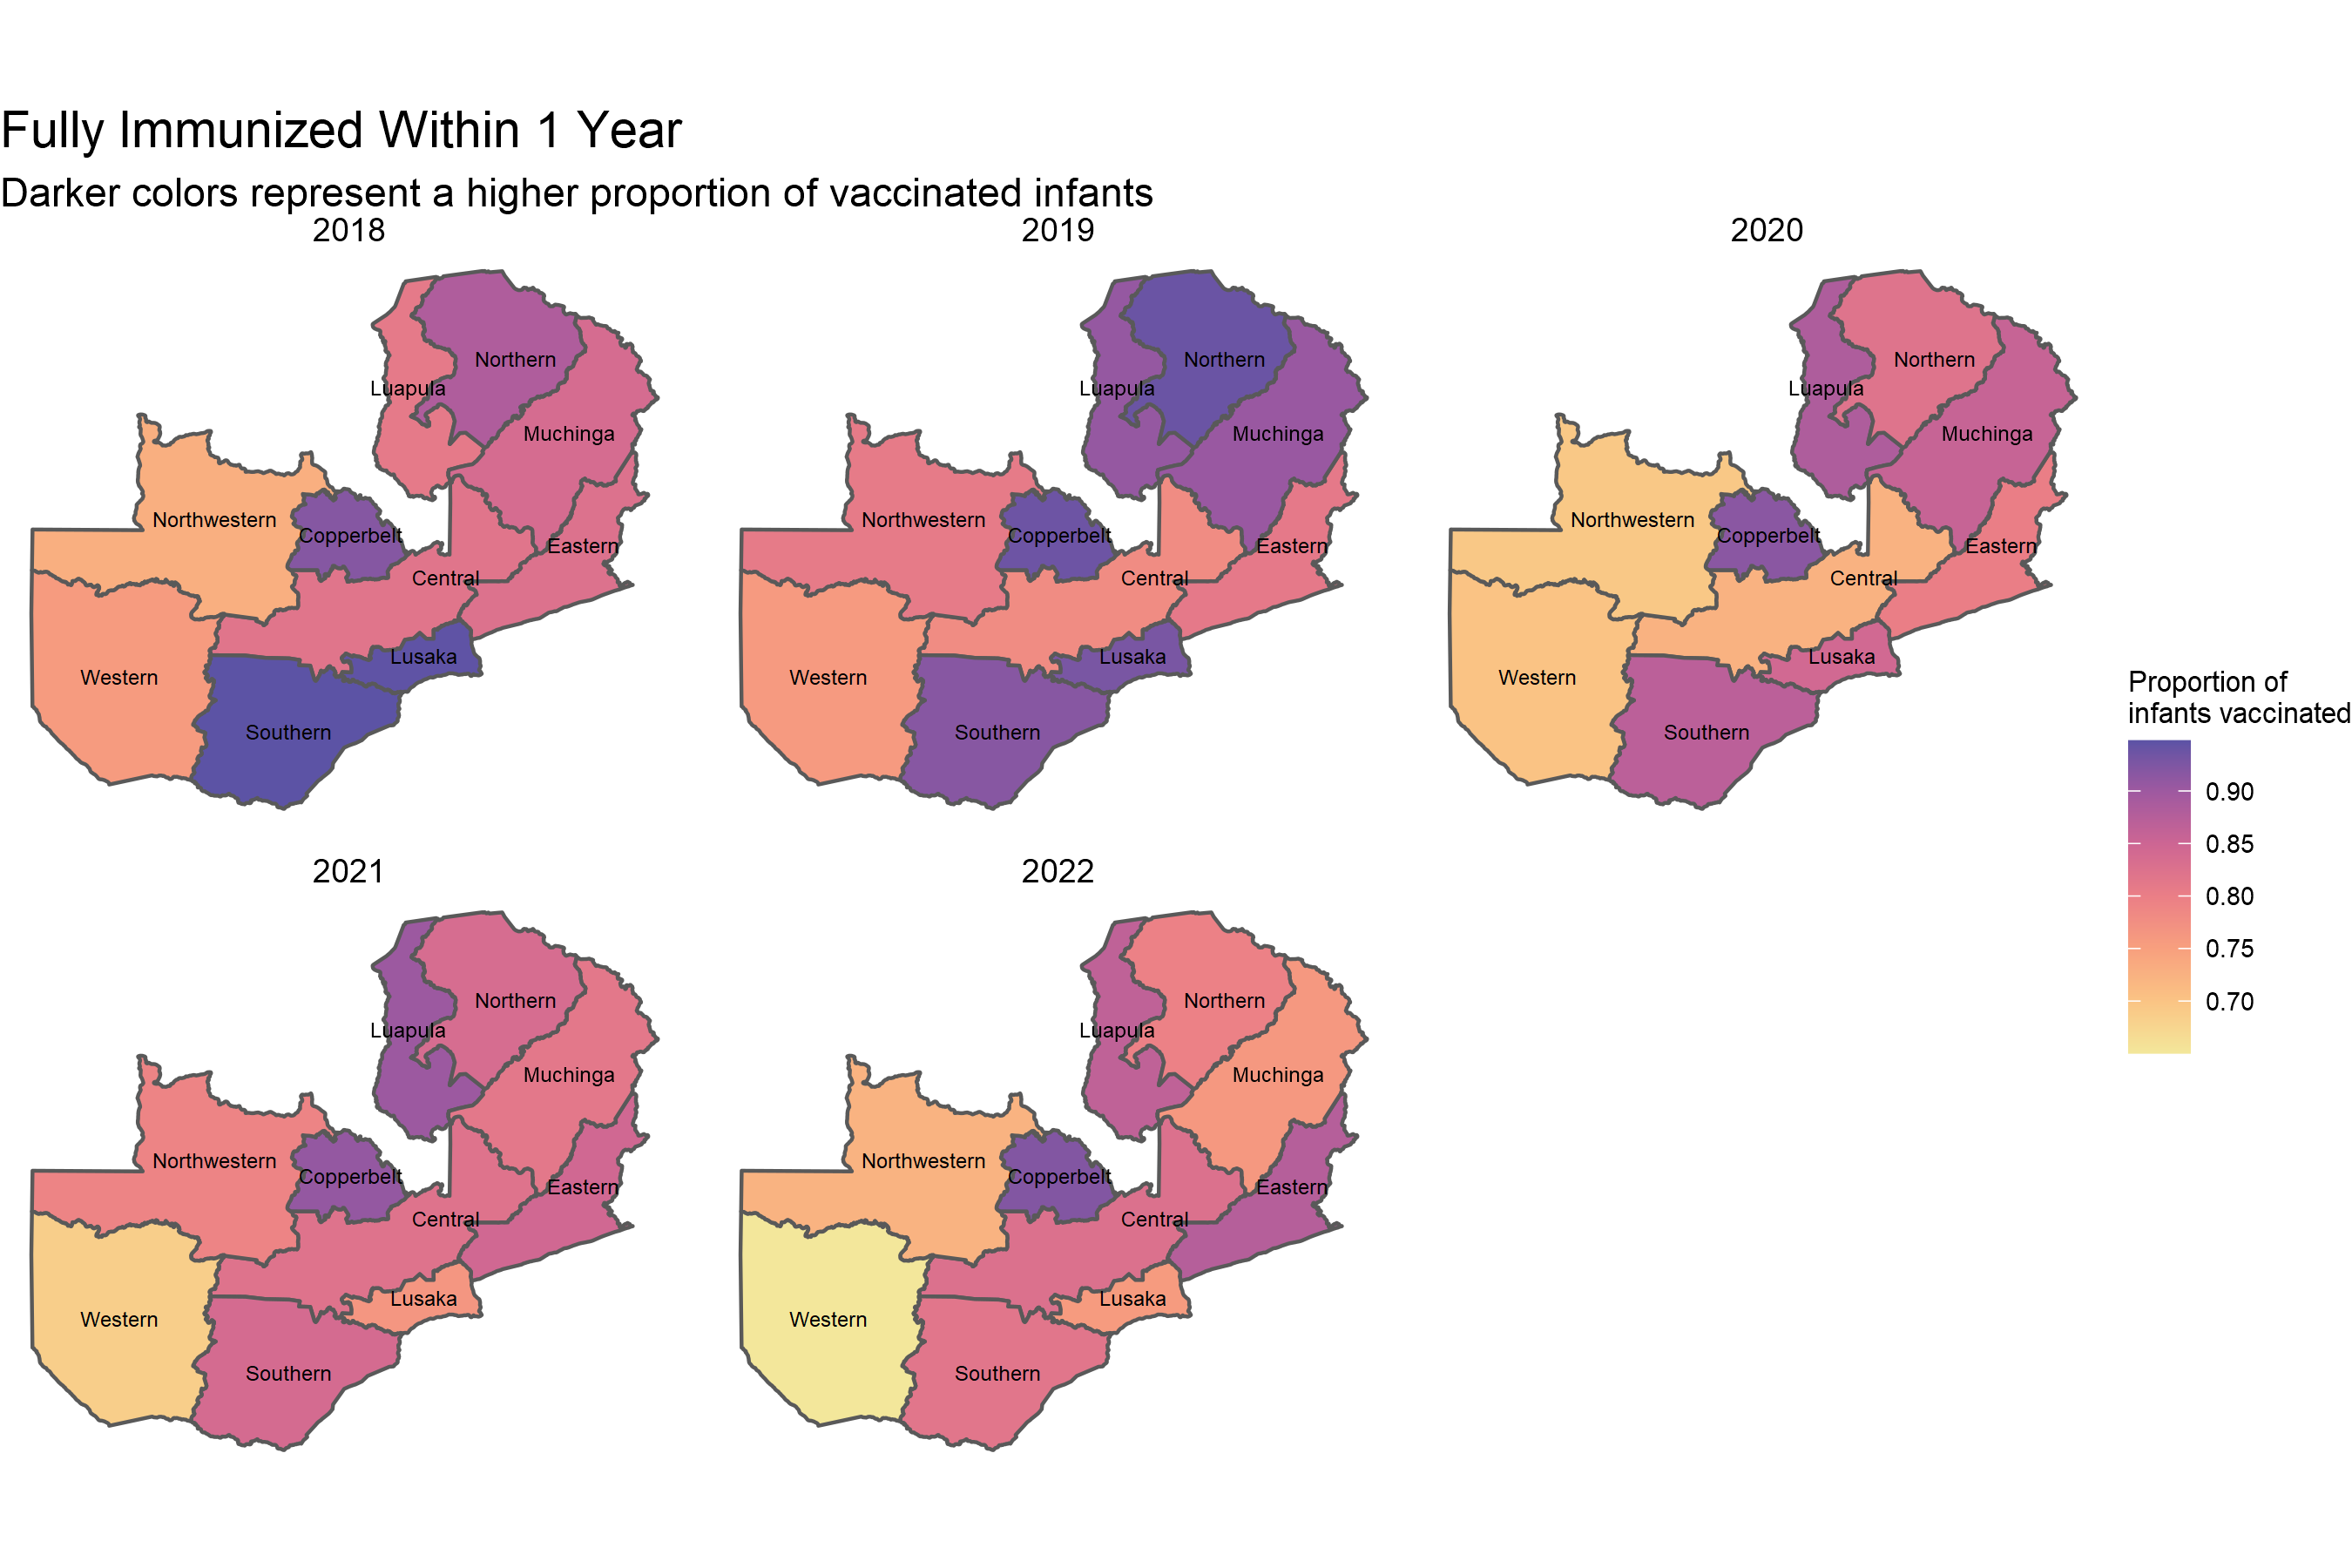 Fully Immunized Within 1 Year
Darker colors represent a higher proportion of vaccinated infants
2018
Northern
Luapula
Muchinga
Northwestern
Copperbelt
Eastern
Central
Lusaka
Western
Southern
2019
Northern
Luapula
Muchinga
Northwestern
Copperbelt
Eastern
Central
Lusaka
Western
Southern
2020
Northern
Luapula
Muchinga
Northwestern
Copperbelt
Eastern
Central
Lusaka
Western
Southern
2021
Northern
Luapula
Muchinga
Northwestern
Copperbelt
Eastern
Central
Lusaka
Western
Southern
2022
Northern
Luapula
Muchinga
Northwestern
Copperbelt
Eastern
Central
Lusaka
Western
Southern
Proportion of
infants vaccinated
0.90
0.85
0.80
0.75
0.70